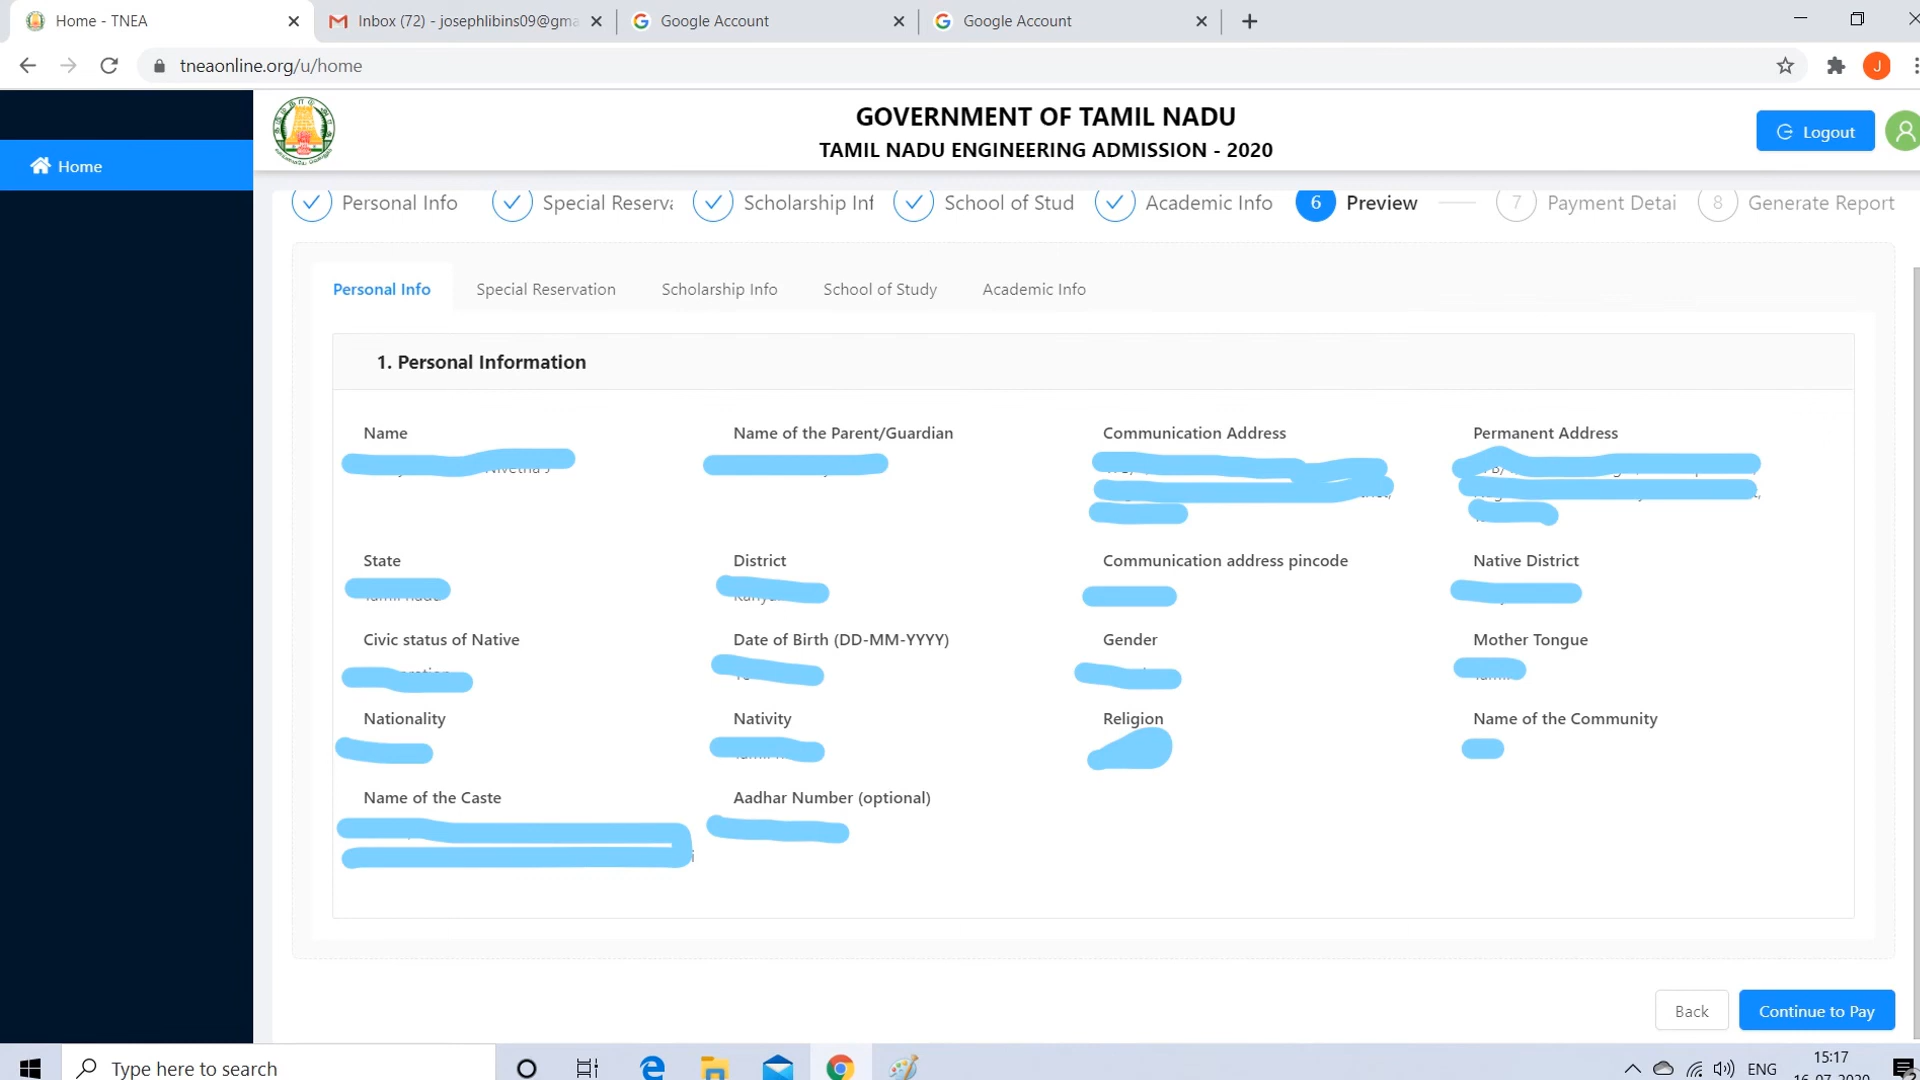 Home - TNEA
Inbox (72) - josephlibins09@gma
Google Account
Google Account
tneaonline.org/u/home
J
GOVERNMENT OF TAMIL NADU
TAMIL NADU ENGINEERING ADMISSION - 2020
Logout
Home
Personal Info
Special Reserva
Scholarship Inf
School of Stud
Academic Info
6 Preview
7 Payment Detai
8 Generate Report
Personal Info
Special Reservation
Scholarship Info
School of Study
Academic Info
1. Personal Information
Name
Name of the Parent/Guardian
Communication Address
Permanent Address
State
District
Communication address pincode
Native District
Civic status of Native
Date of Birth (DD-MM-YYYY)
Gender
Mother Tongue
Nationality
Nativity
Religion
Name of the Community
Name of the Caste
Aadhar Number (optional)
Back
Continue to Pay
Type here to search
ENG
15:17
16-07-2020